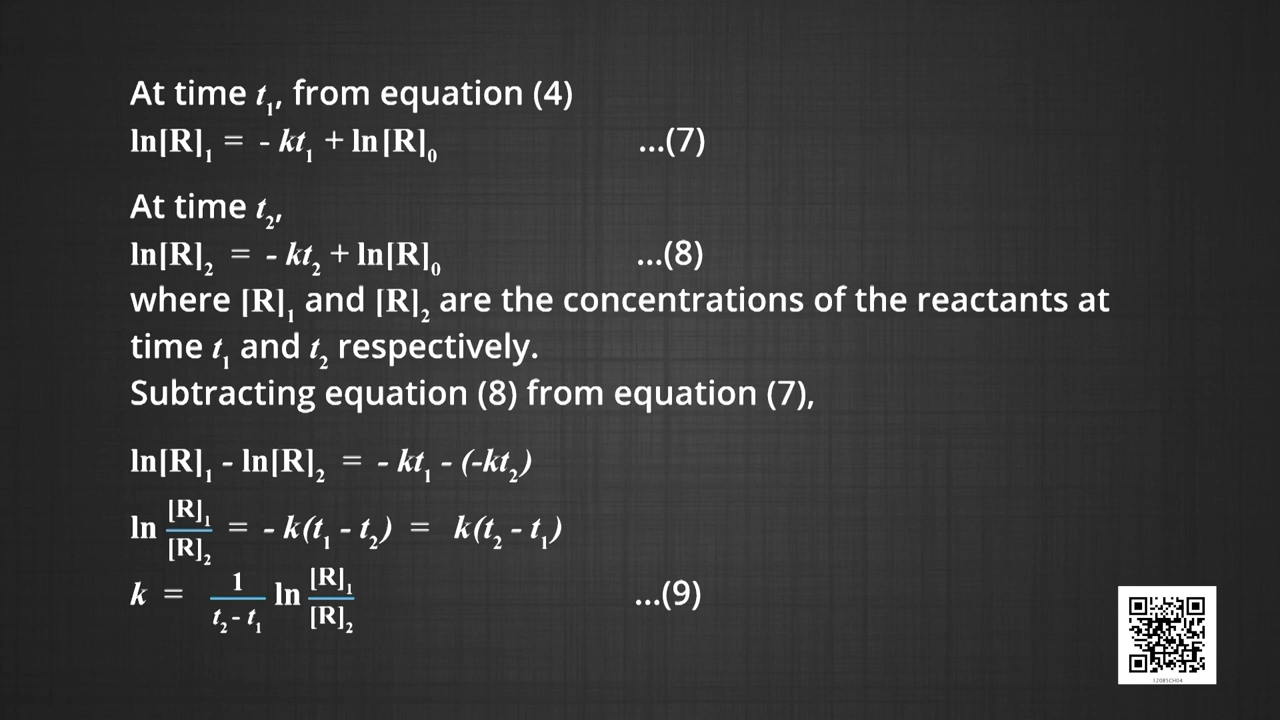 At time t₁, from equation (4)
ln[R]₁ = - kt₁ + ln[R]₀ ...(7)
At time t₂,
ln[R]₂ = - kt₂ + ln[R]₀ ...(8)
where [R]₁ and [R]₂ are the concentrations of the reactants at
time t₁ and t₂ respectively.
Subtracting equation (8) from equation (7),
ln[R]₁ - ln[R]₂ = - kt₁ - (-kt₂)
ln [R]₁/[R]₂ = - k(t₁ - t₂) = k(t₂ - t₁)
k = 1/(t₂ - t₁) ln [R]₁/[R]₂ ...(9)
12085CH04